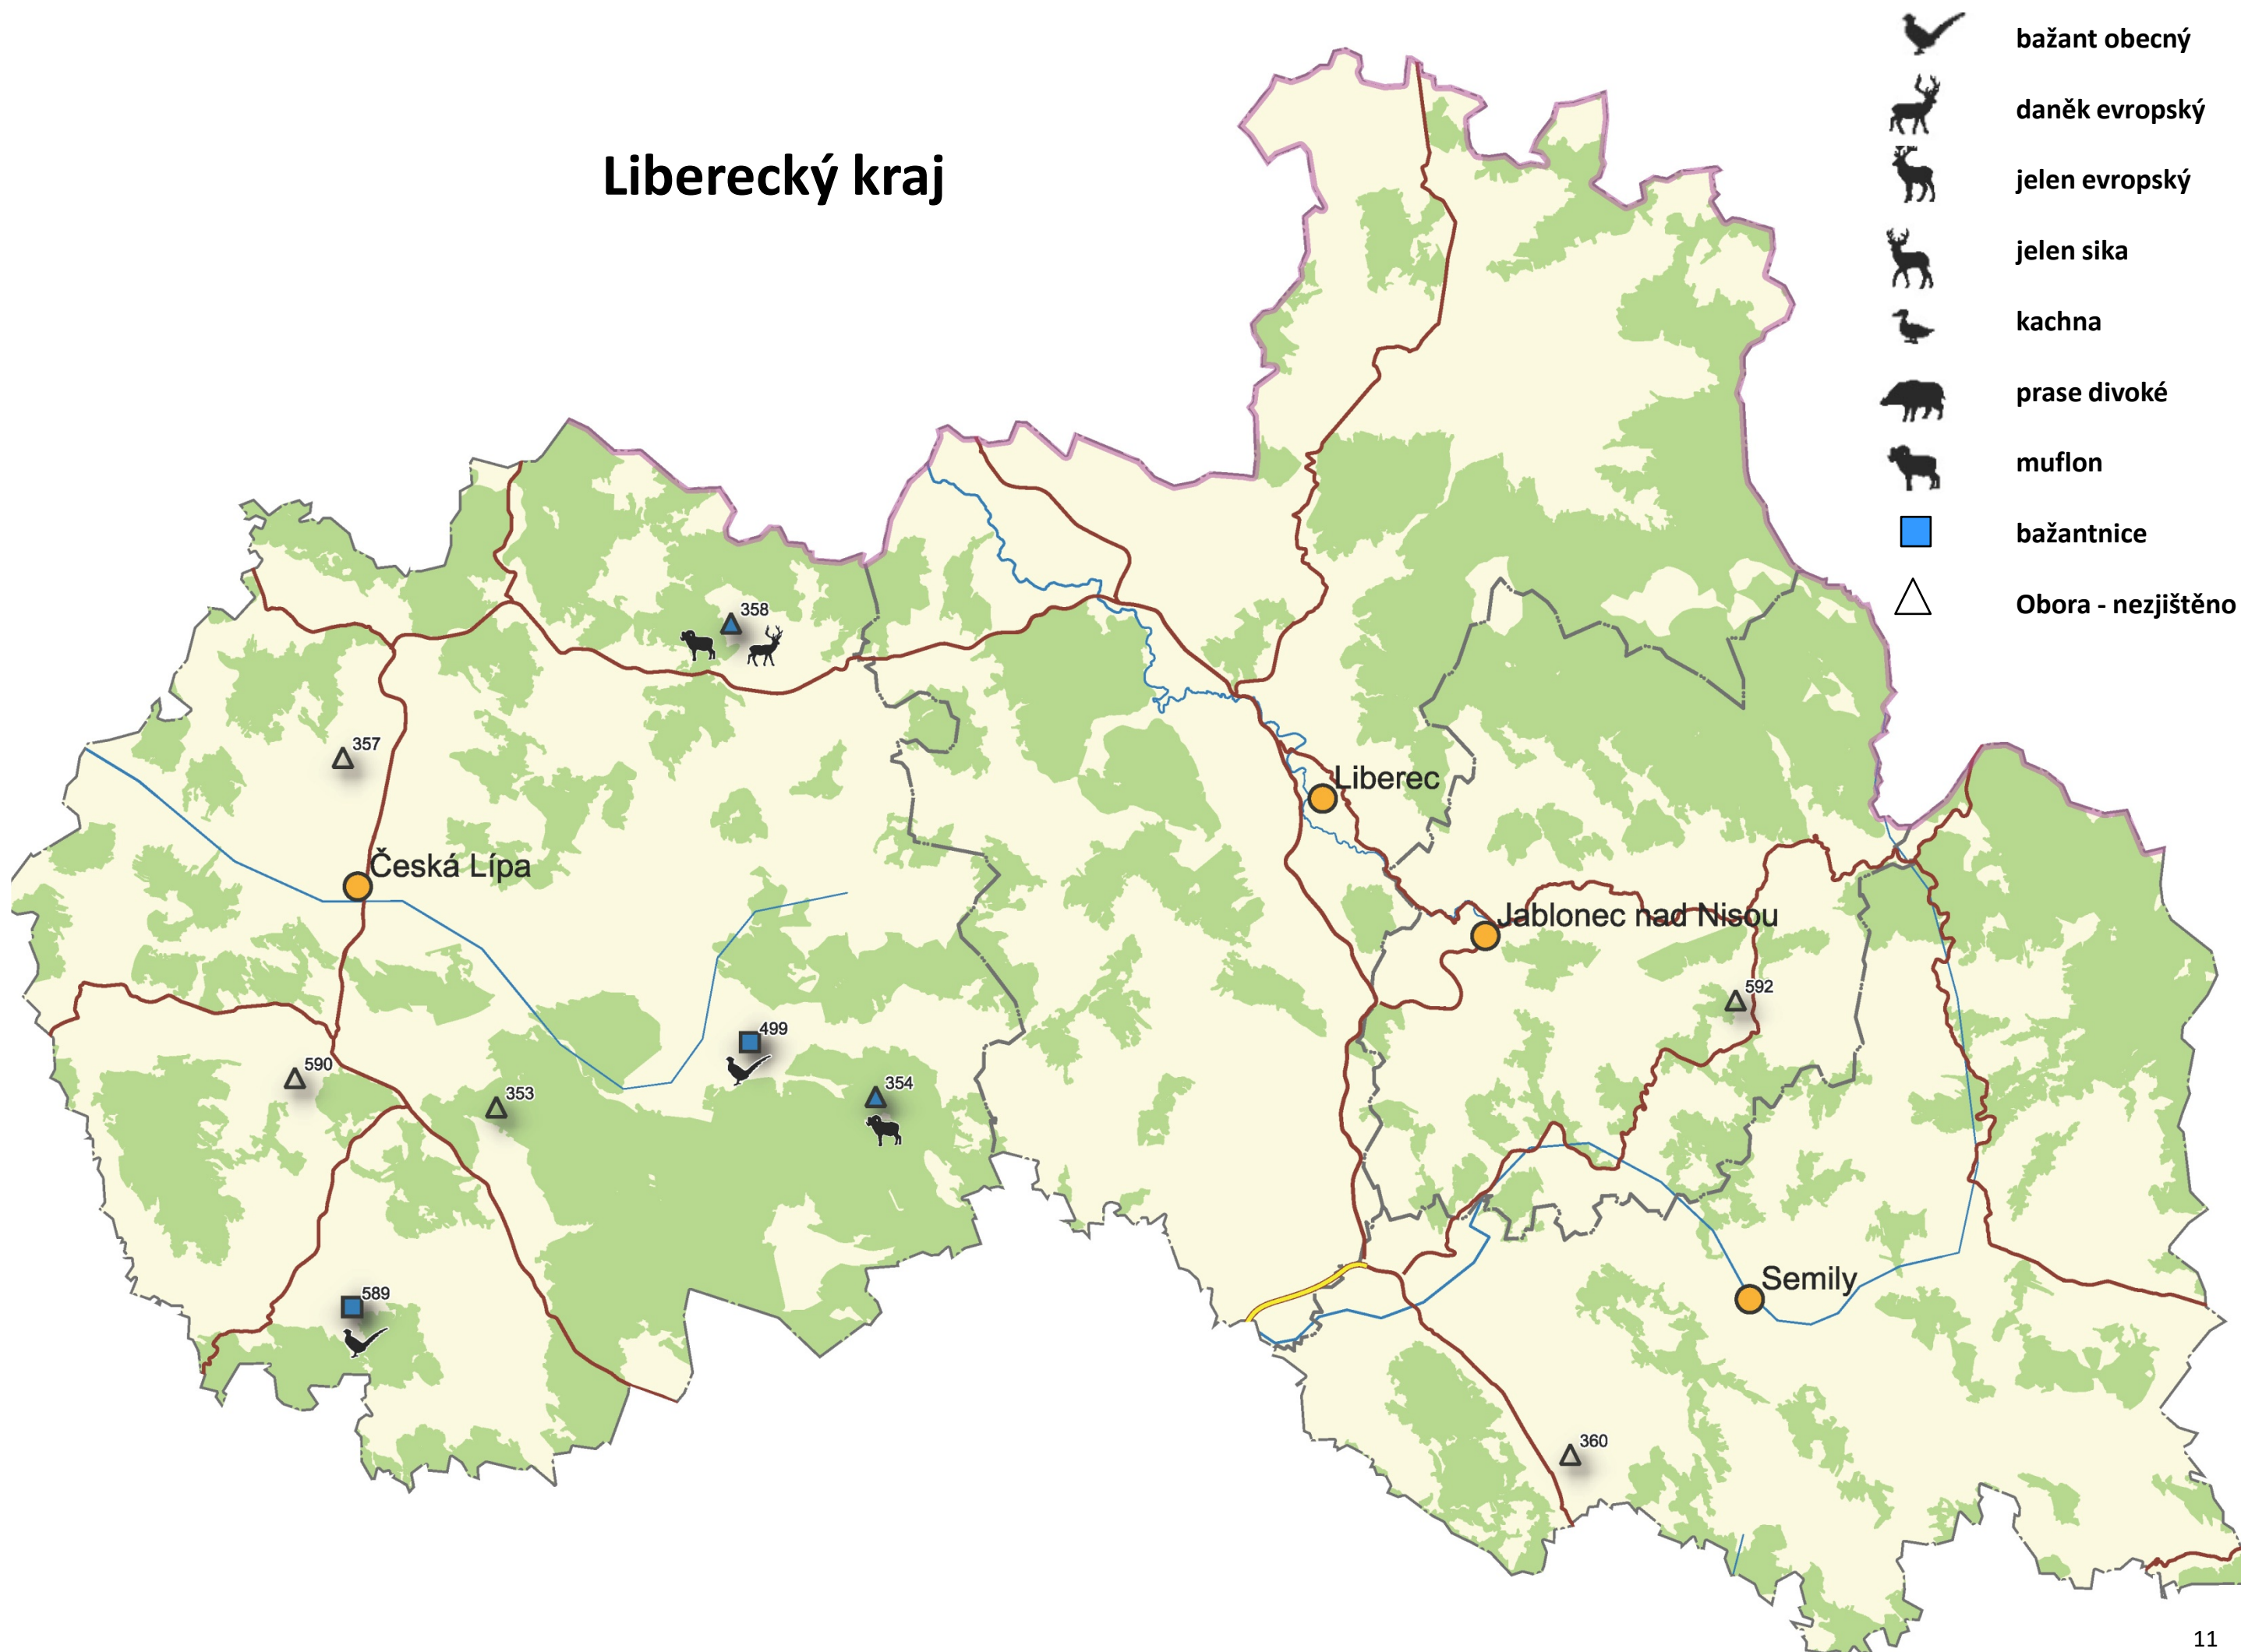 Liberecký kraj
bažant obecný
daněk evropský
jelen evropský
jelen sika
kachna
prase divoké
muflon
bažantnice
Obora - nezjištěno
358
357
Liberec
Česká Lípa
Jablonec nad Nisou
592
499
590
353
354
Semily
589
360
11